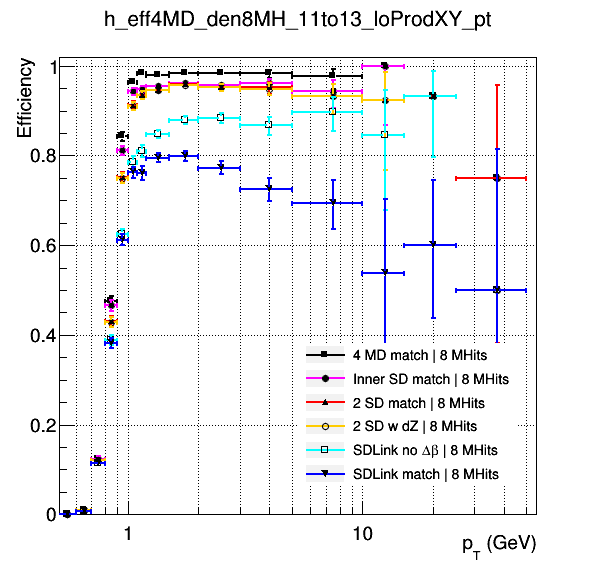 h_eff4MD_den8MH_11to13_loProdXY_pt
Efficiency
1
0.8
0.6
0.4
0.2
0
4 MD match | 8 MHits
Inner SD match | 8 MHits
2 SD match | 8 MHits
2 SD w dZ | 8 MHits
SDLink no Δβ | 8 MHits
SDLink match | 8 MHits
1
10
p_T (GeV)